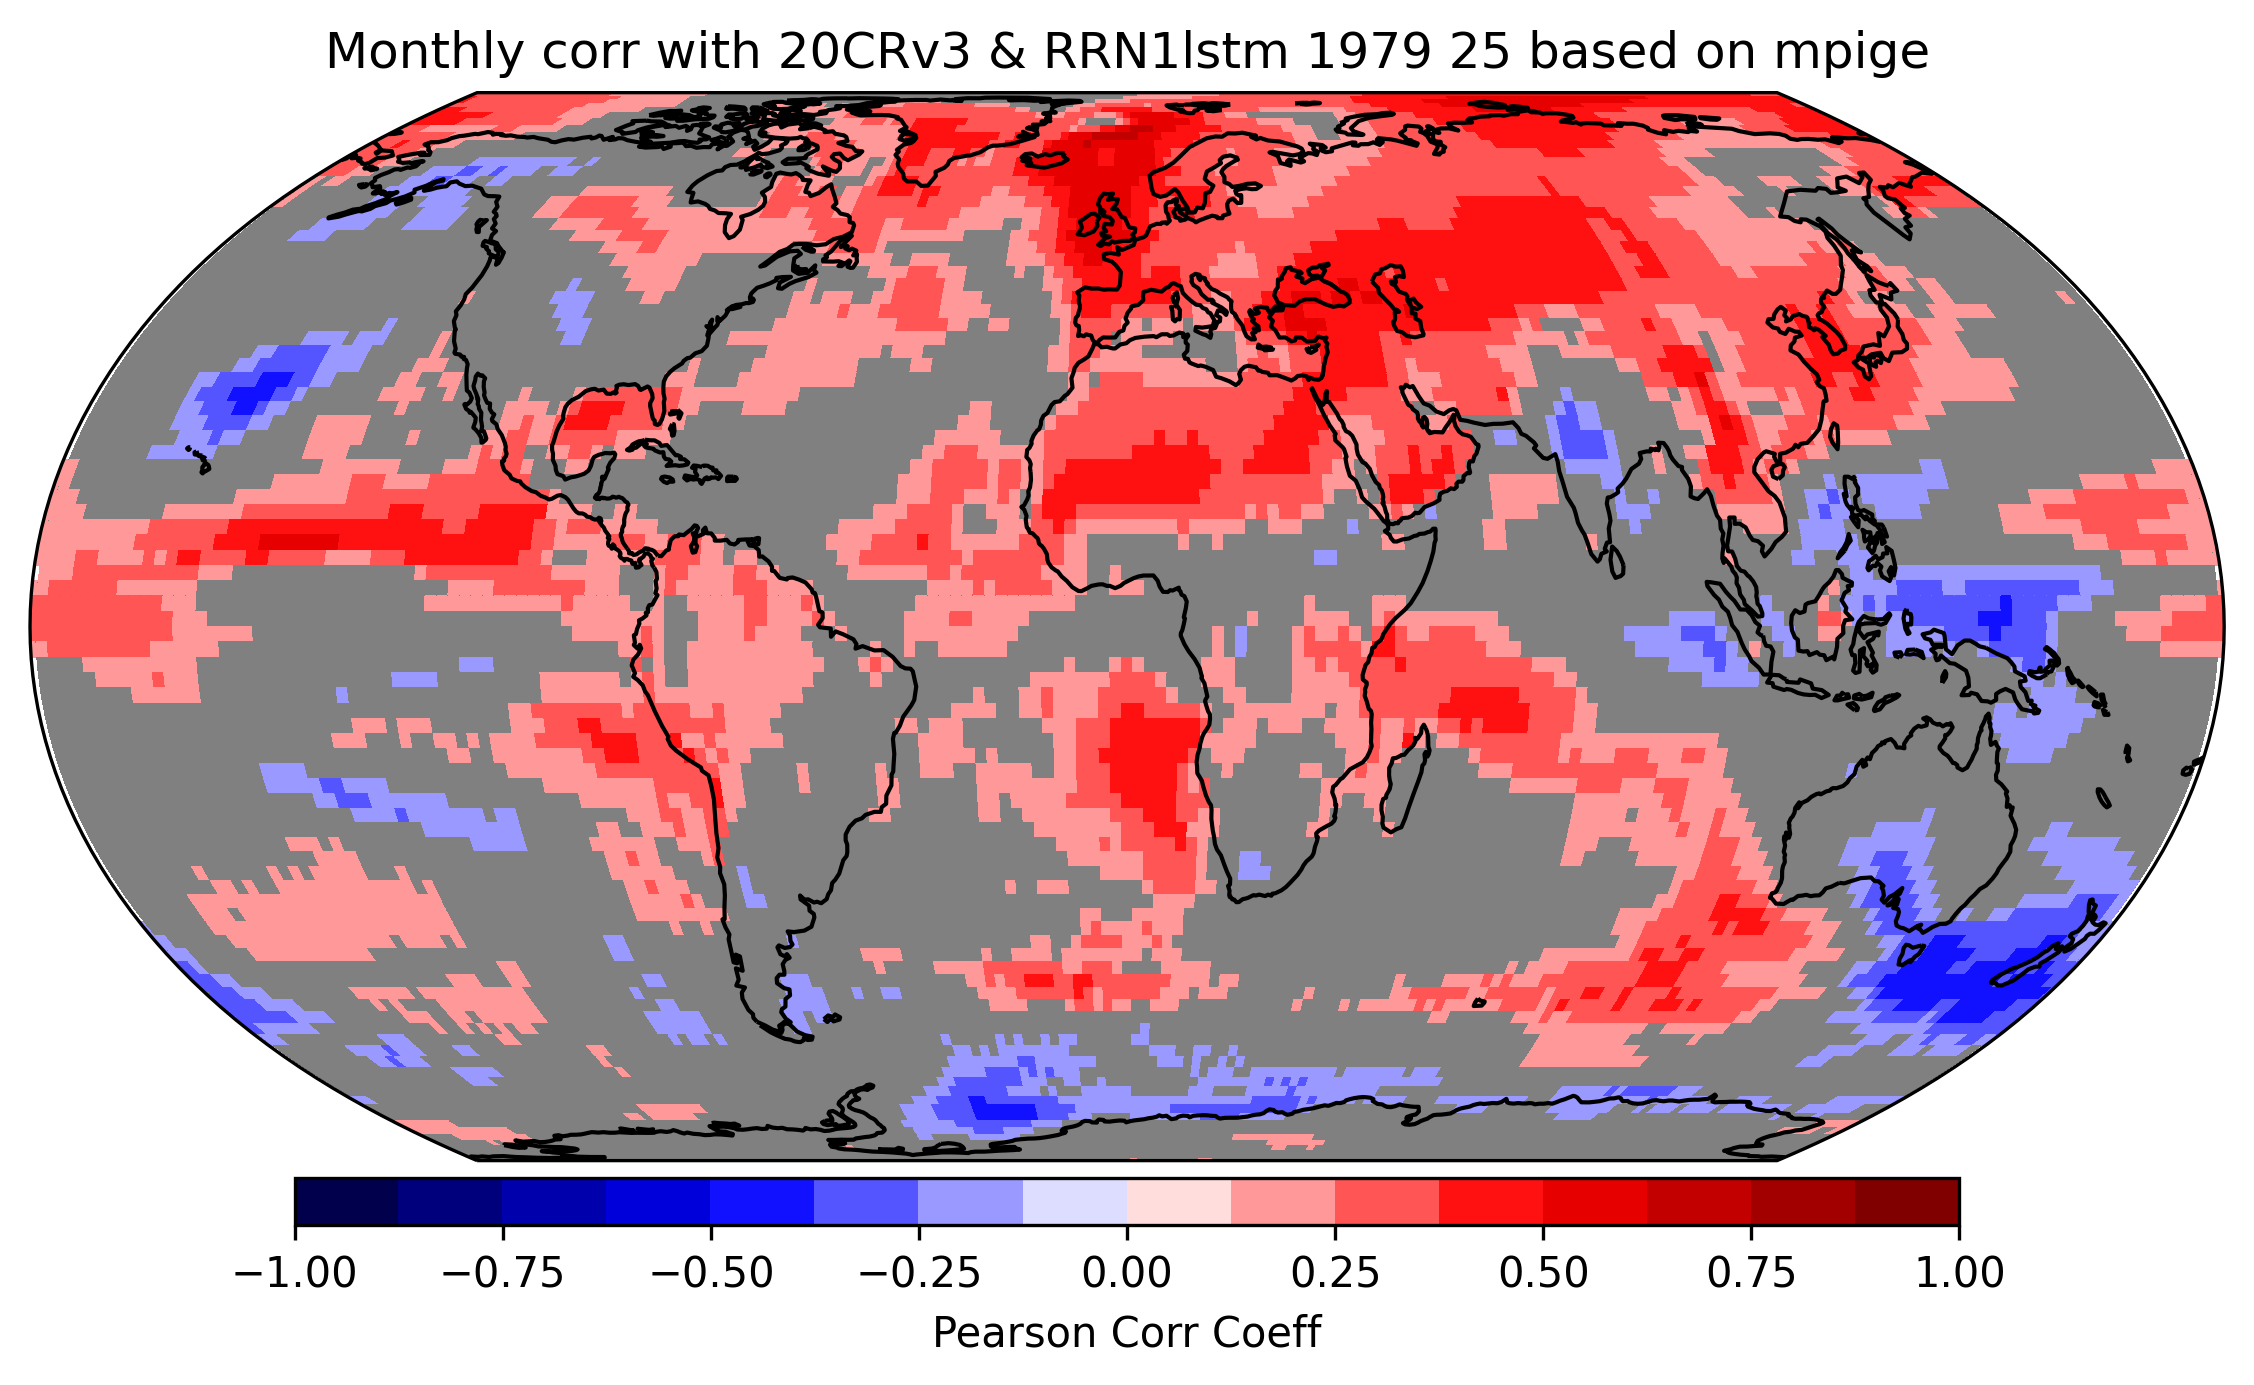 Monthly corr with 20CRv3 & RRN1lstm 1979 25 based on mpige
−1.00 −0.75 −0.50 −0.25 0.00 0.25 0.50 0.75 1.00
Pearson Corr Coeff